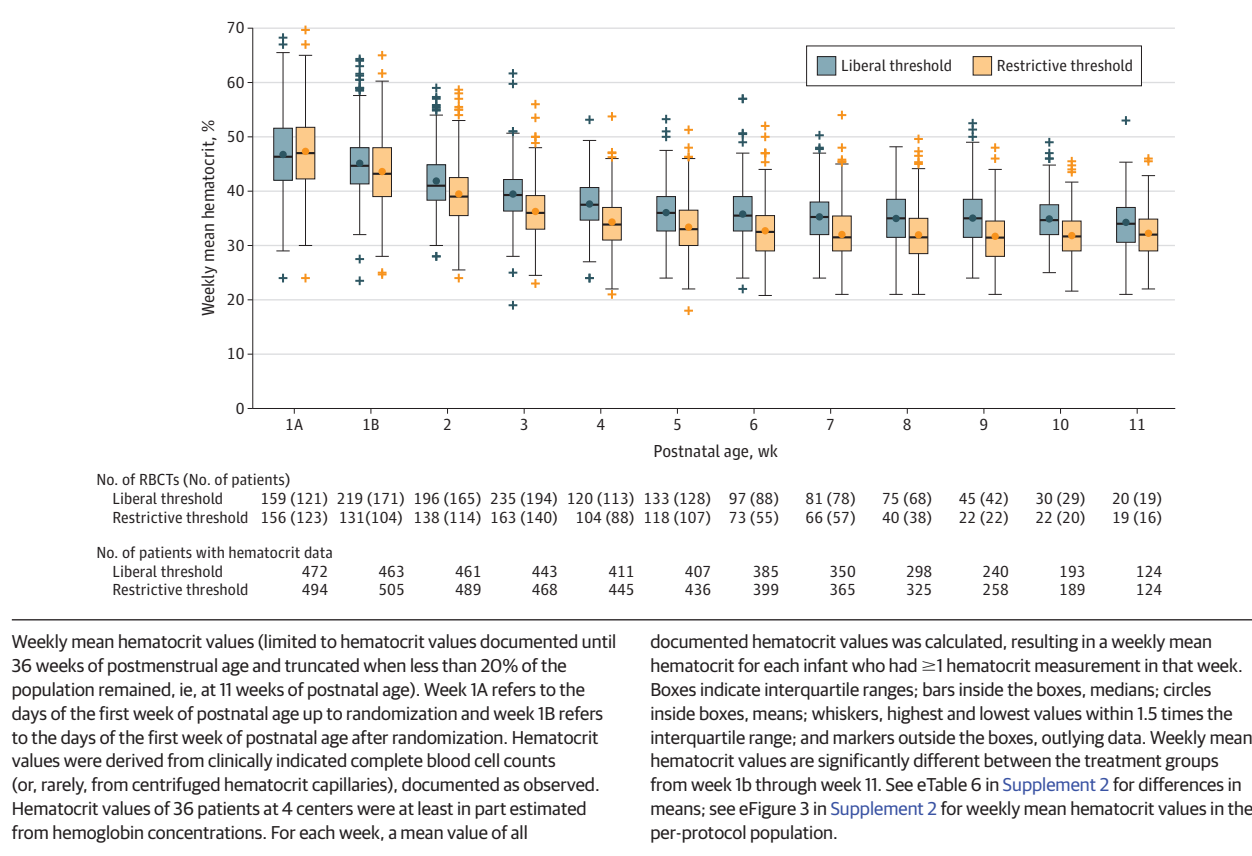 70
60
50
40
30
20
10
0
Weekly mean hematocrit, %
Liberal threshold
Restrictive threshold
1A 1B 2 3 4 5 6 7 8 9 10 11
Postnatal age, wk
No. of RBCTs (No. of patients)
Liberal threshold 159 (121) 219 (171) 196 (165) 235 (194) 120 (113) 133 (128) 97 (88) 81 (78) 75 (68) 45 (42) 30 (29) 20 (19)
Restrictive threshold 156 (123) 131(104) 138 (114) 163 (140) 104 (88) 118 (107) 73 (55) 66 (57) 40 (38) 22 (22) 22 (20) 19 (16)
No. of patients with hematocrit data
Liberal threshold 472 463 461 443 411 407 385 350 298 240 193 124
Restrictive threshold 494 505 489 468 445 436 399 365 325 258 189 124
Weekly mean hematocrit values (limited to hematocrit values documented until
36 weeks of postmenstrual age and truncated when less than 20% of the
population remained, ie, at 11 weeks of postnatal age). Week 1A refers to the
days of the first week of postnatal age up to randomization and week 1B refers
to the days of the first week of postnatal age after randomization. Hematocrit
values were derived from clinically indicated complete blood cell counts
(or, rarely, from centrifuged hematocrit capillaries), documented as observed.
Hematocrit values of 36 patients at 4 centers were at least in part estimated
from hemoglobin concentrations. For each week, a mean value of all
documented hematocrit values was calculated, resulting in a weekly mean
hematocrit for each infant who had ≥1 hematocrit measurement in that week.
Boxes indicate interquartile ranges; bars inside the boxes, medians; circles
inside boxes, means; whiskers, highest and lowest values within 1.5 times the
interquartile range; and markers outside the boxes, outlying data. Weekly mean
hematocrit values are significantly different between the treatment groups
from week 1b through week 11. See eTable 6 in Supplement 2 for differences in
means; see eFigure 3 in Supplement 2 for weekly mean hematocrit values in the
per-protocol population.